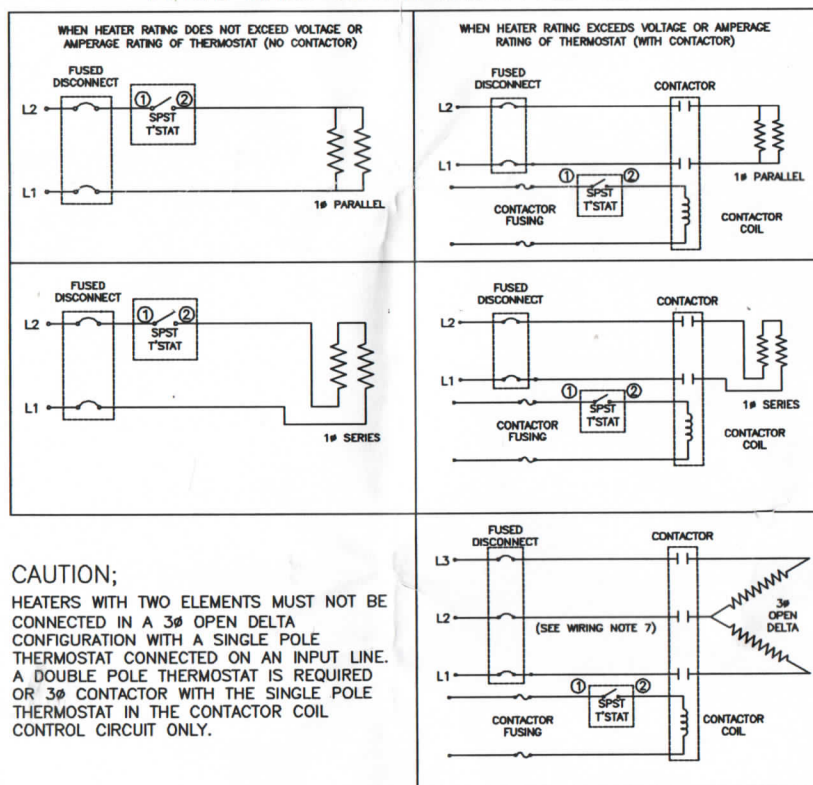 WHEN HEATER RATING DOES NOT EXCEED VOLTAGE OR
AMPERAGE RATING OF THERMOSTAT (NO CONTACTOR)
FUSED
DISCONNECT
① ②
L2
SPST
T'STAT
L1
1ø PARALLEL
WHEN HEATER RATING EXCEEDS VOLTAGE OR AMPERAGE
RATING OF THERMOSTAT (WITH CONTACTOR)
FUSED
DISCONNECT
CONTACTOR
L2
L1
① ②
1ø PARALLEL
SPST
T'STAT
CONTACTOR
FUSING
CONTACTOR
COIL
FUSED
DISCONNECT
① ②
L2
SPST
T'STAT
L1
1ø SERIES
FUSED
DISCONNECT
CONTACTOR
L2
L1
① ②
1ø SERIES
SPST
T'STAT
CONTACTOR
FUSING
CONTACTOR
COIL
CAUTION;
HEATERS WITH TWO ELEMENTS MUST NOT BE
CONNECTED IN A 3ø OPEN DELTA
CONFIGURATION WITH A SINGLE POLE
THERMOSTAT CONNECTED ON AN INPUT LINE.
A DOUBLE POLE THERMOSTAT IS REQUIRED
OR 3ø CONTACTOR WITH THE SINGLE POLE
THERMOSTAT IN THE CONTACTOR COIL
CONTROL CIRCUIT ONLY.
FUSED
DISCONNECT
CONTACTOR
L3
L2
(SEE WIRING NOTE 7)
3ø
OPEN
DELTA
L1
① ②
SPST
T'STAT
CONTACTOR
FUSING
CONTACTOR
COIL